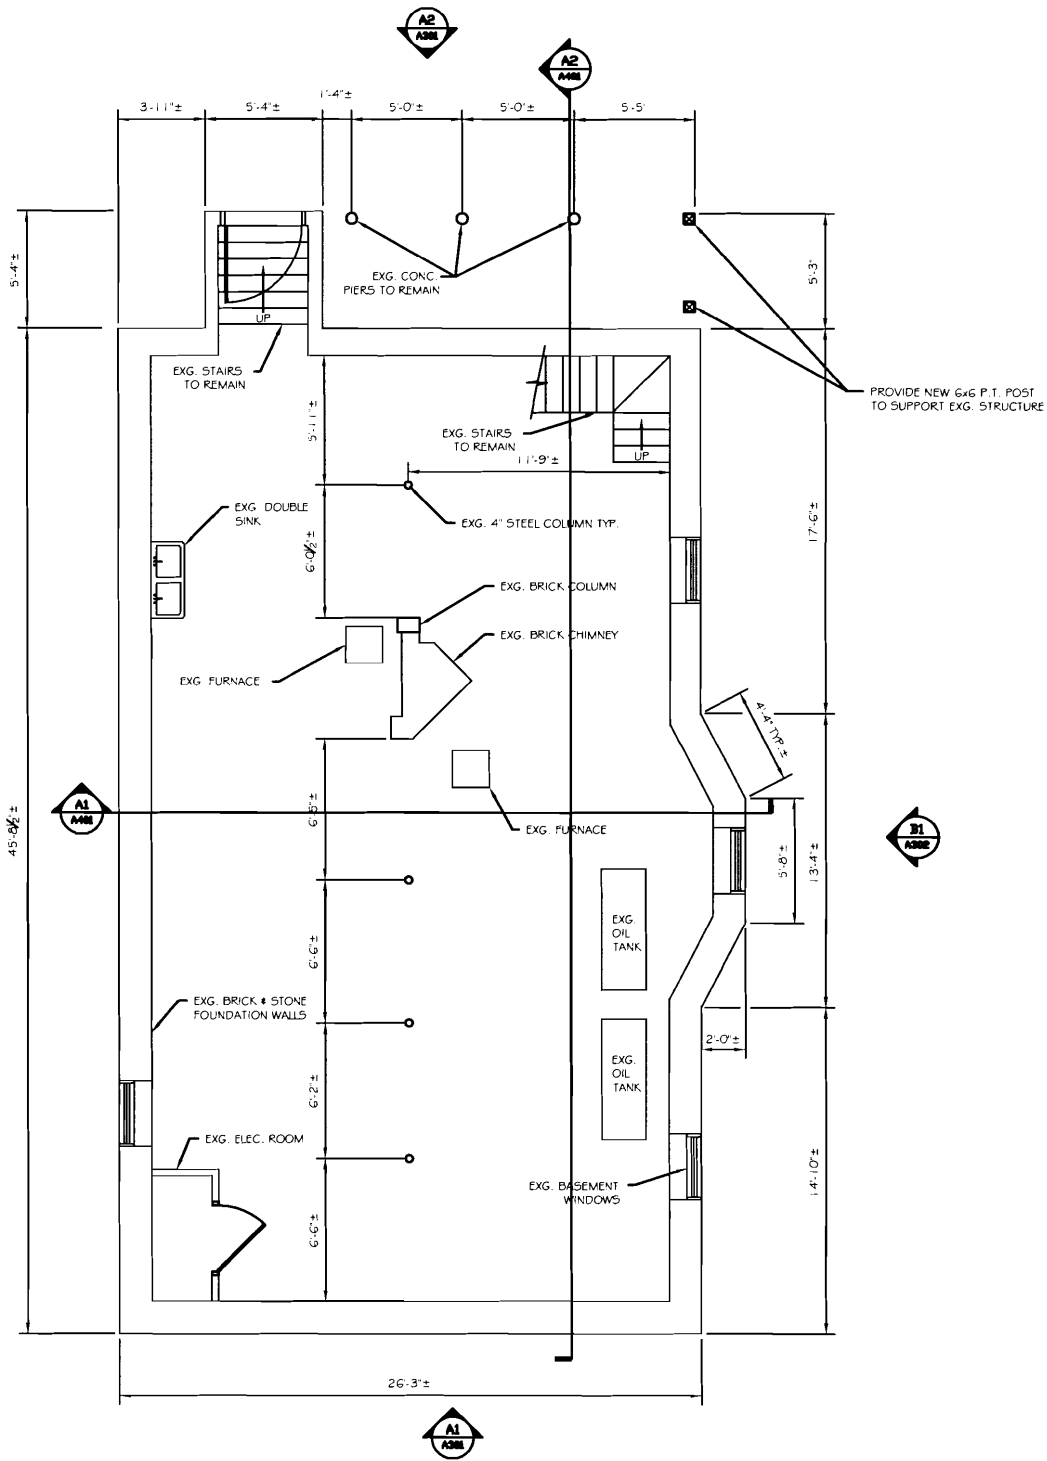 A2
A301
A2
A401
1'-4"±
3'-11"±
5'-4"±
5'-0"±
5'-0"±
5'-5"
5'-4"±
5'-3"
EXG. CONC.
PIERS TO REMAIN
UP
EXG. STAIRS
TO REMAIN
PROVIDE NEW 6x6 P.T. POST
TO SUPPORT EXG. STRUCTURE
5'-11"±
EXG. STAIRS
TO REMAIN
UP
11'-9"±
EXG. DOUBLE
SINK
EXG. 4" STEEL COLUMN TYP.
17'-6"±
6'-0½"±
EXG. BRICK COLUMN
EXG. BRICK CHIMNEY
EXG. FURNACE
4'-4" TYP. ±
A1
A401
45'-8½"±
6'-5"±
EXG. FURNACE
B1
A302
5'-8"±
13'-4"±
EXG.
OIL
TANK
6'-6"±
EXG. BRICK & STONE
FOUNDATION WALLS
2'-0"±
EXG.
OIL
TANK
6'-2"±
EXG. ELEC. ROOM
14'-10"±
EXG. BASEMENT
WINDOWS
6'-6"±
26'-3"±
A1
A301